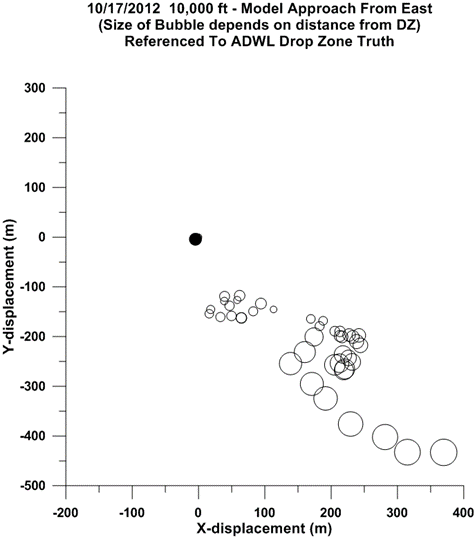 10/17/2012 10,000 ft - Model Approach From East
(Size of Bubble depends on distance from DZ)
Referenced To ADWL Drop Zone Truth
300
200
100
0
-100
-200
-300
-400
-500
Y-displacement (m)
-200 -100 0 100 200 300 400
X-displacement (m)